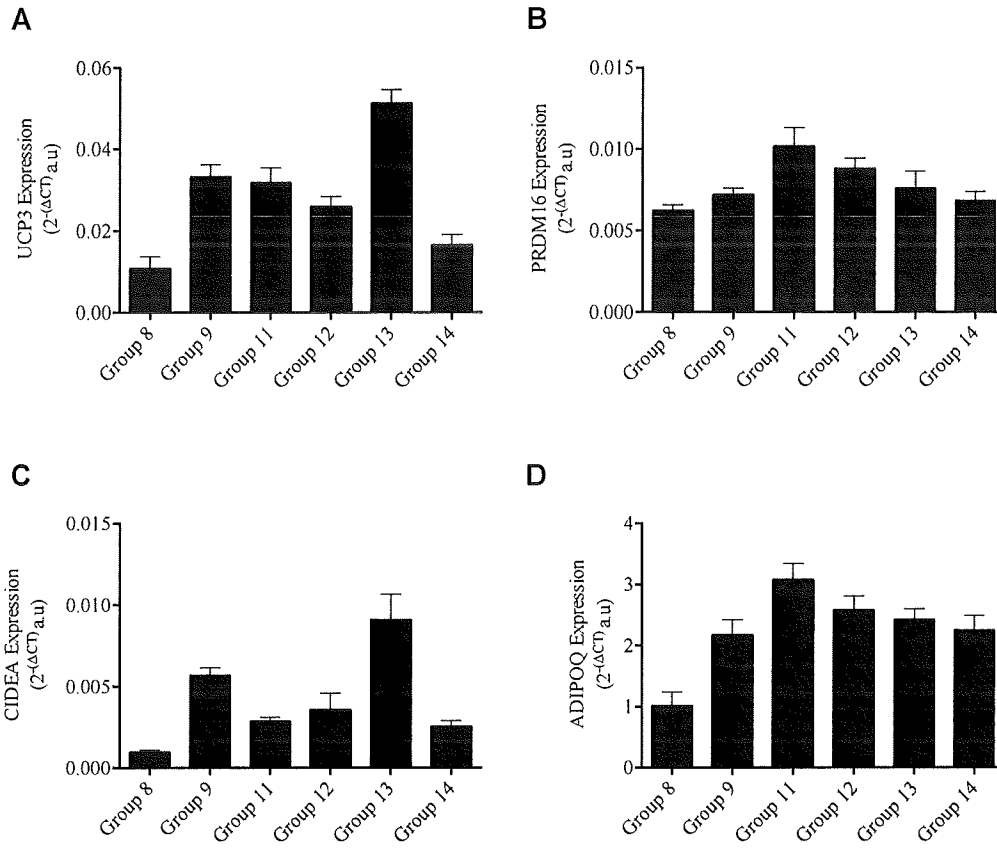 A
UCP3 Expression
(2-(ΔCT) a.u)
0.06
0.04
0.02
0.00
Group 8
Group 9
Group 11
Group 12
Group 13
Group 14
B
PRDM16 Expression
(2-(ΔCT) a.u)
0.015
0.010
0.005
0.000
Group 8
Group 9
Group 11
Group 12
Group 13
Group 14
C
CIDEA Expression
(2-(ΔCT) a.u)
0.015
0.010
0.005
0.000
Group 8
Group 9
Group 11
Group 12
Group 13
Group 14
D
ADIPOQ Expression
(2-(ΔCT) a.u)
4
3
2
1
0
Group 8
Group 9
Group 11
Group 12
Group 13
Group 14